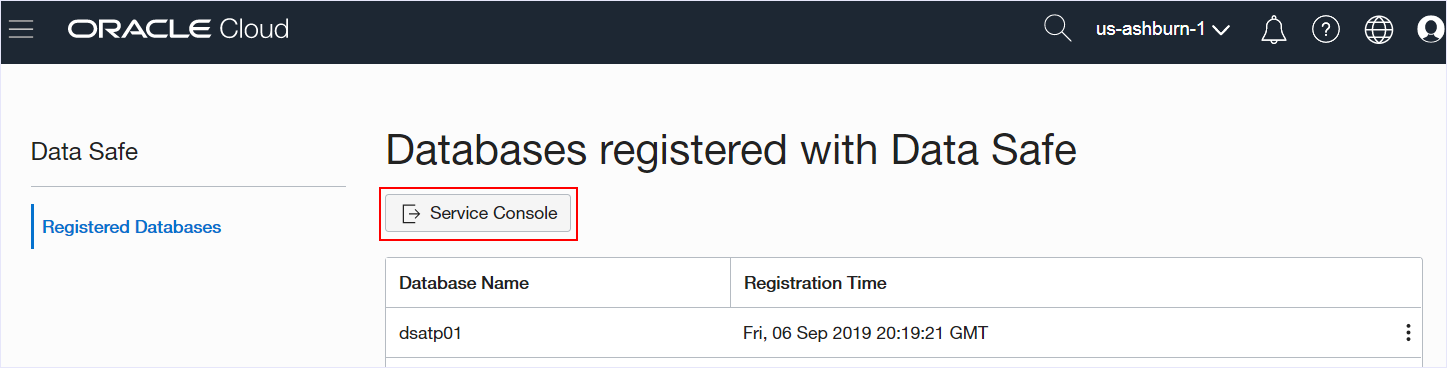 ORACLE Cloud
us-ashburn-1
Data Safe
Registered Databases
Databases registered with Data Safe
Service Console
Database Name Registration Time
dsatp01 Fri, 06 Sep 2019 20:19:21 GMT